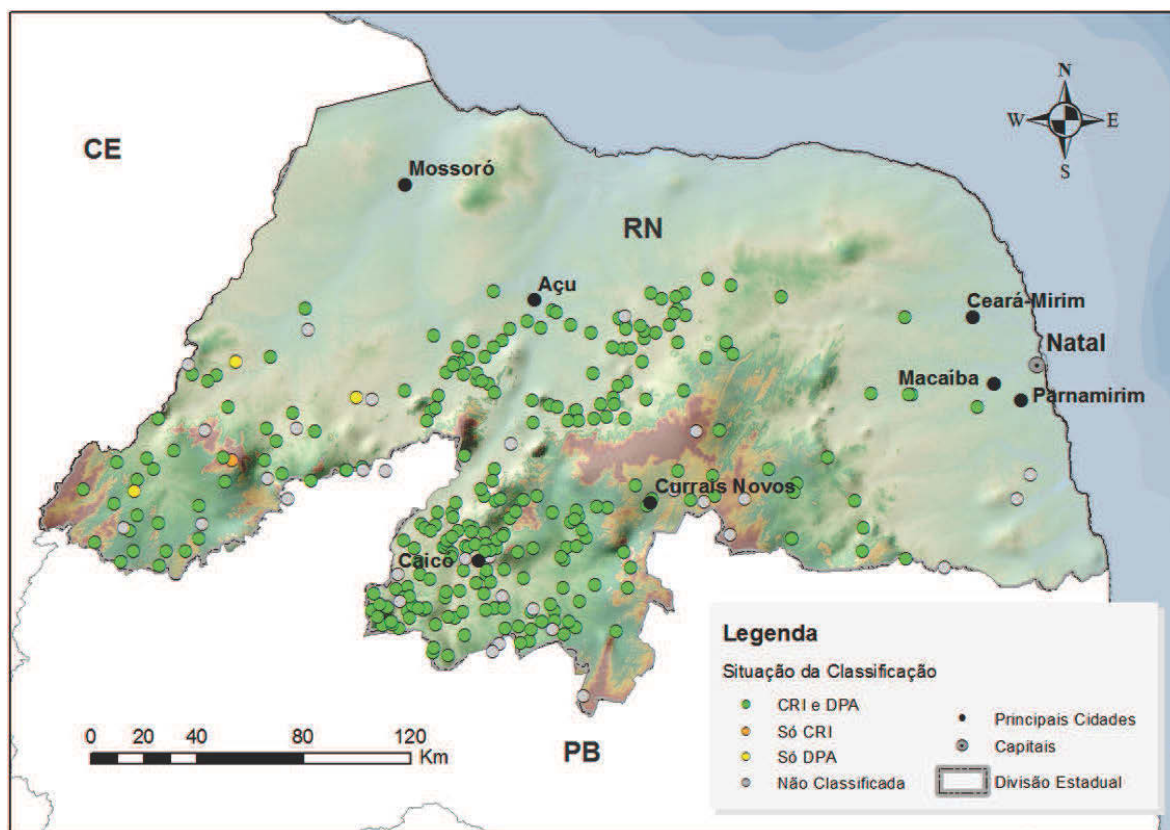 N
W E
S
CE
Mossoró
RN
Açu
Ceará-Mirim
Natal
Macaiba
Parnamirim
Currais Novos
Caicó
Legenda
Situação da Classificação
CRI e DPA
Só CRI
Só DPA
Não Classificada
Principais Cidades
Capitais
Divisão Estadual
0 20 40 80 120
Km
PB